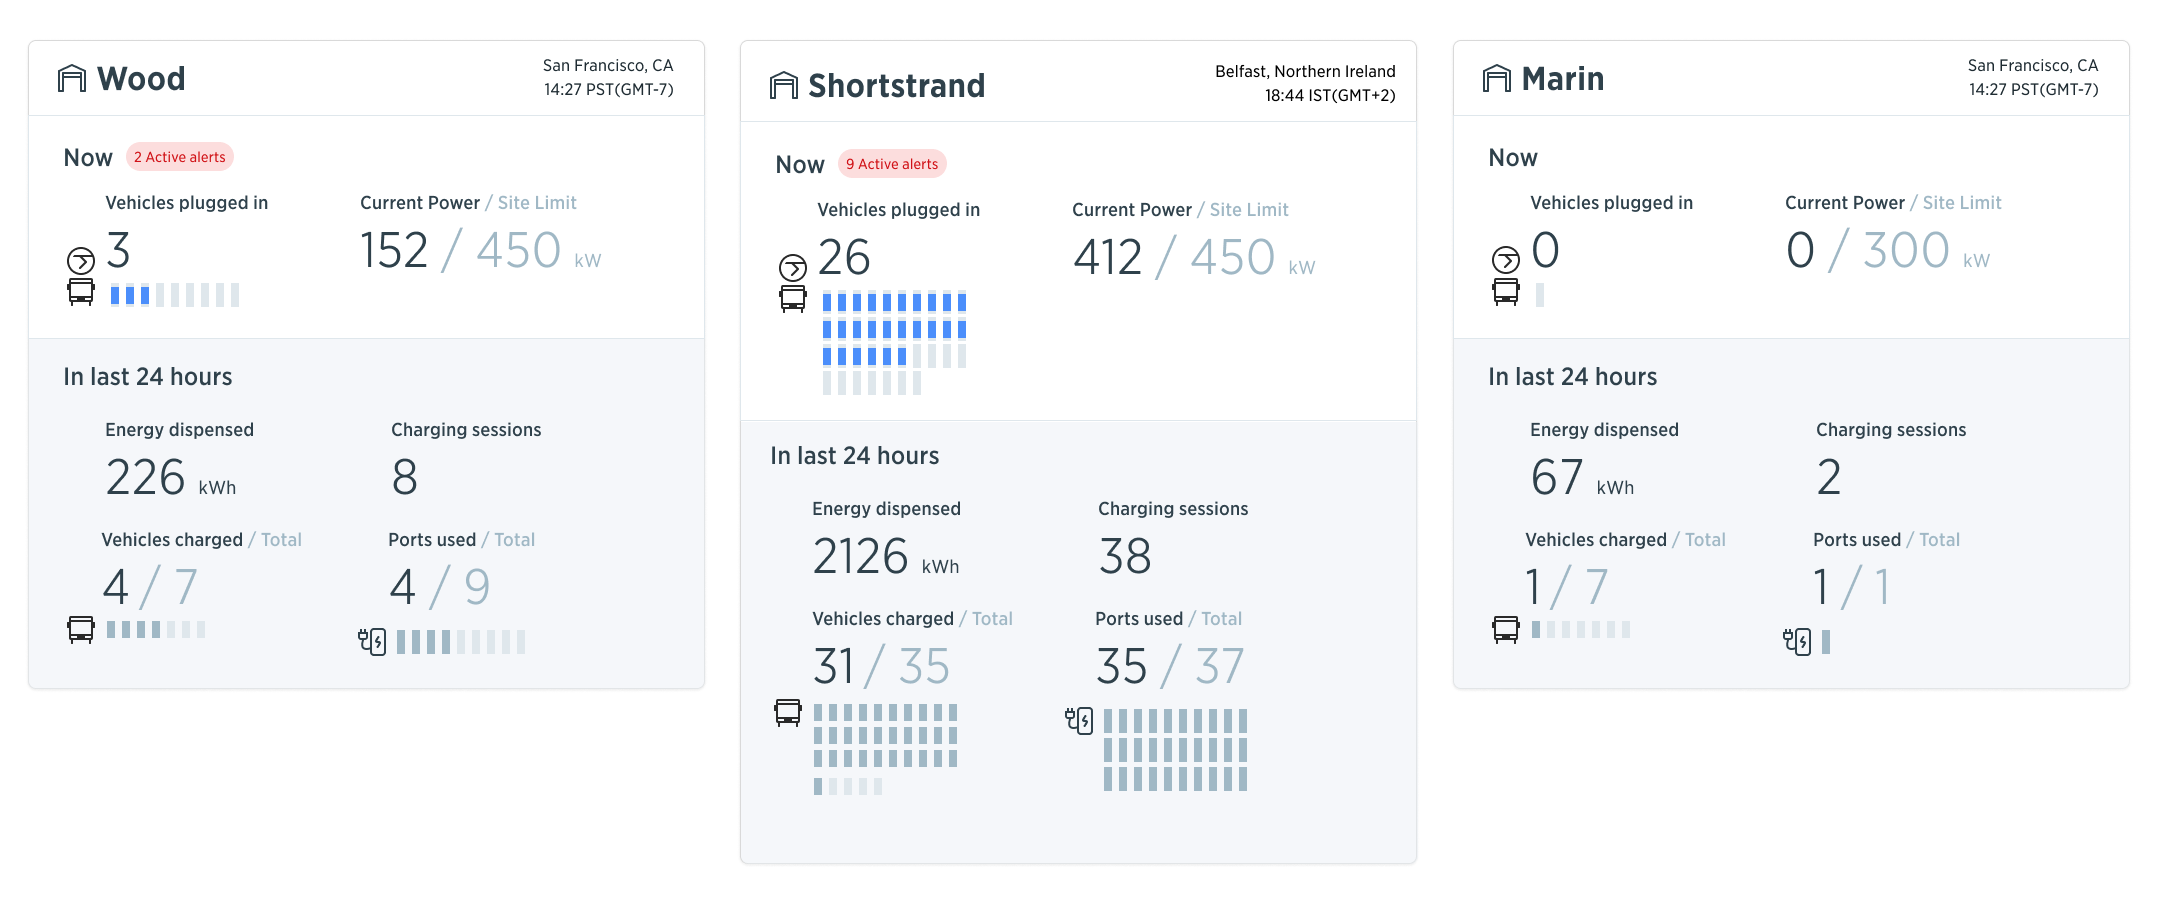 Wood
San Francisco, CA
14:27 PST(GMT-7)
Now
2 Active alerts
Vehicles plugged in
3
Current Power / Site Limit
152 / 450 kW
In last 24 hours
Energy dispensed
226 kWh
Charging sessions
8
Vehicles charged / Total
4 / 7
Ports used / Total
4 / 9
Shortstrand
Belfast, Northern Ireland
18:44 IST(GMT+2)
Now
9 Active alerts
Vehicles plugged in
26
Current Power / Site Limit
412 / 450 kW
In last 24 hours
Energy dispensed
2126 kWh
Charging sessions
38
Vehicles charged / Total
31 / 35
Ports used / Total
35 / 37
Marin
San Francisco, CA
14:27 PST(GMT-7)
Now
Vehicles plugged in
0
Current Power / Site Limit
0 / 300 kW
In last 24 hours
Energy dispensed
67 kWh
Charging sessions
2
Vehicles charged / Total
1 / 7
Ports used / Total
1 / 1